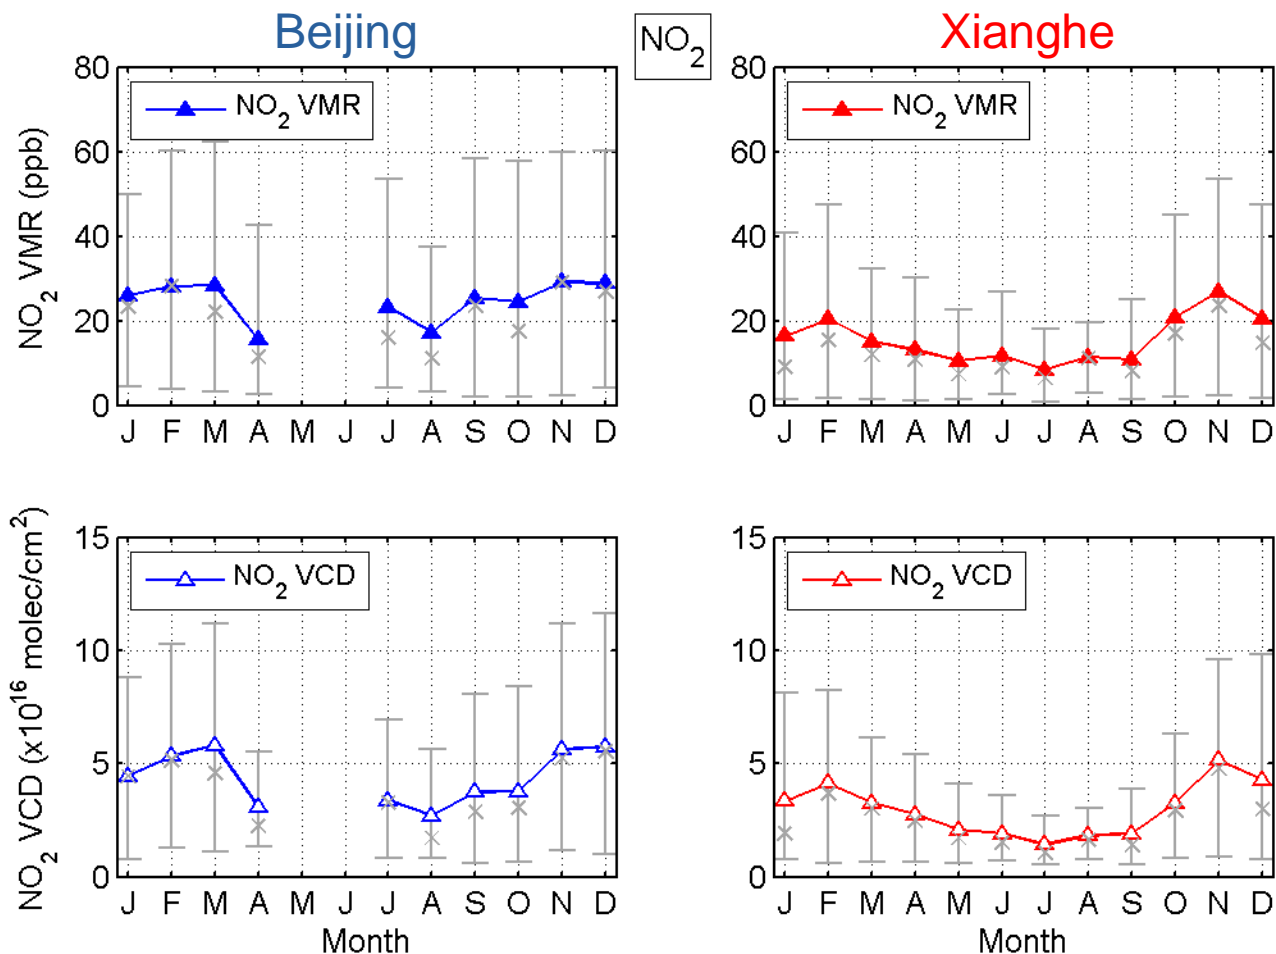 Beijing
NO2
Xianghe
NO2 VMR (ppb)
80
60
40
20
0
NO2 VMR
J F M A M J J A S O N D
80
60
40
20
0
NO2 VMR
J F M A M J J A S O N D
NO2 VCD (x10^16 molec/cm^2)
15
10
5
0
NO2 VCD
J F M A M J J A S O N D
Month
15
10
5
0
NO2 VCD
J F M A M J J A S O N D
Month